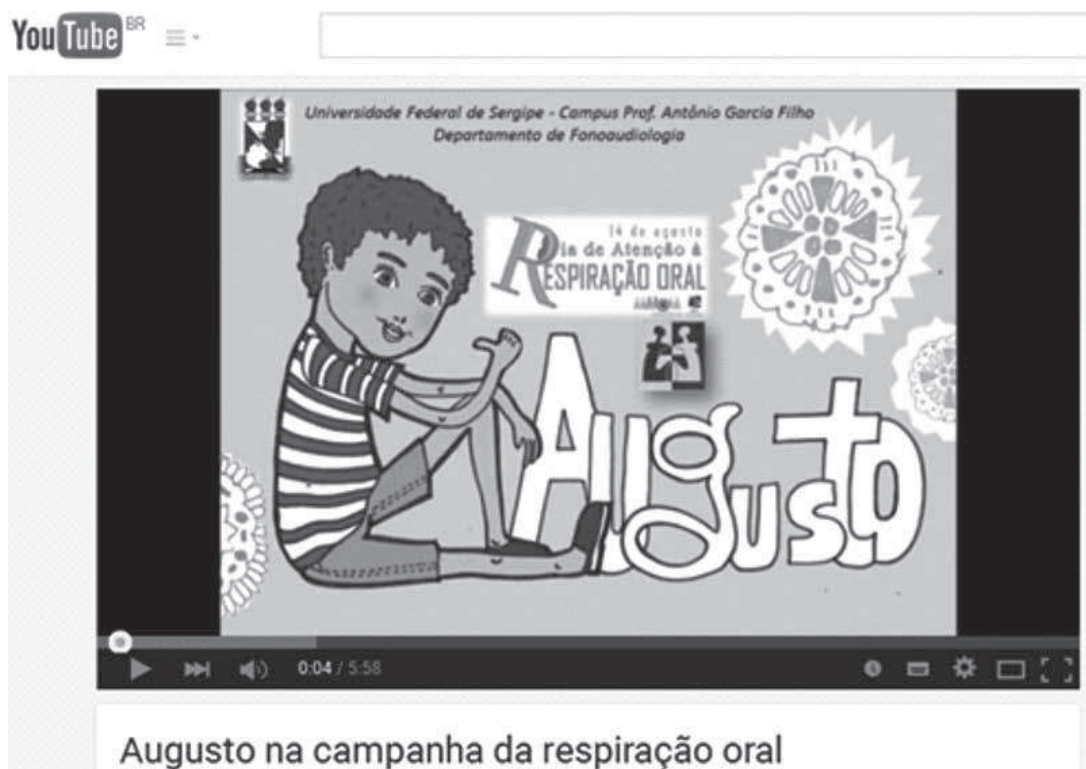 YouTube BR
Universidade Federal de Sergipe - Campus Prof. Antônio Garcia Filho
Departamento de Fonoaudiologia
14 de agosto
Dia de Atenção à
RESPIRAÇÃO ORAL
Augusto
0:04 / 5:58
Augusto na campanha da respiração oral